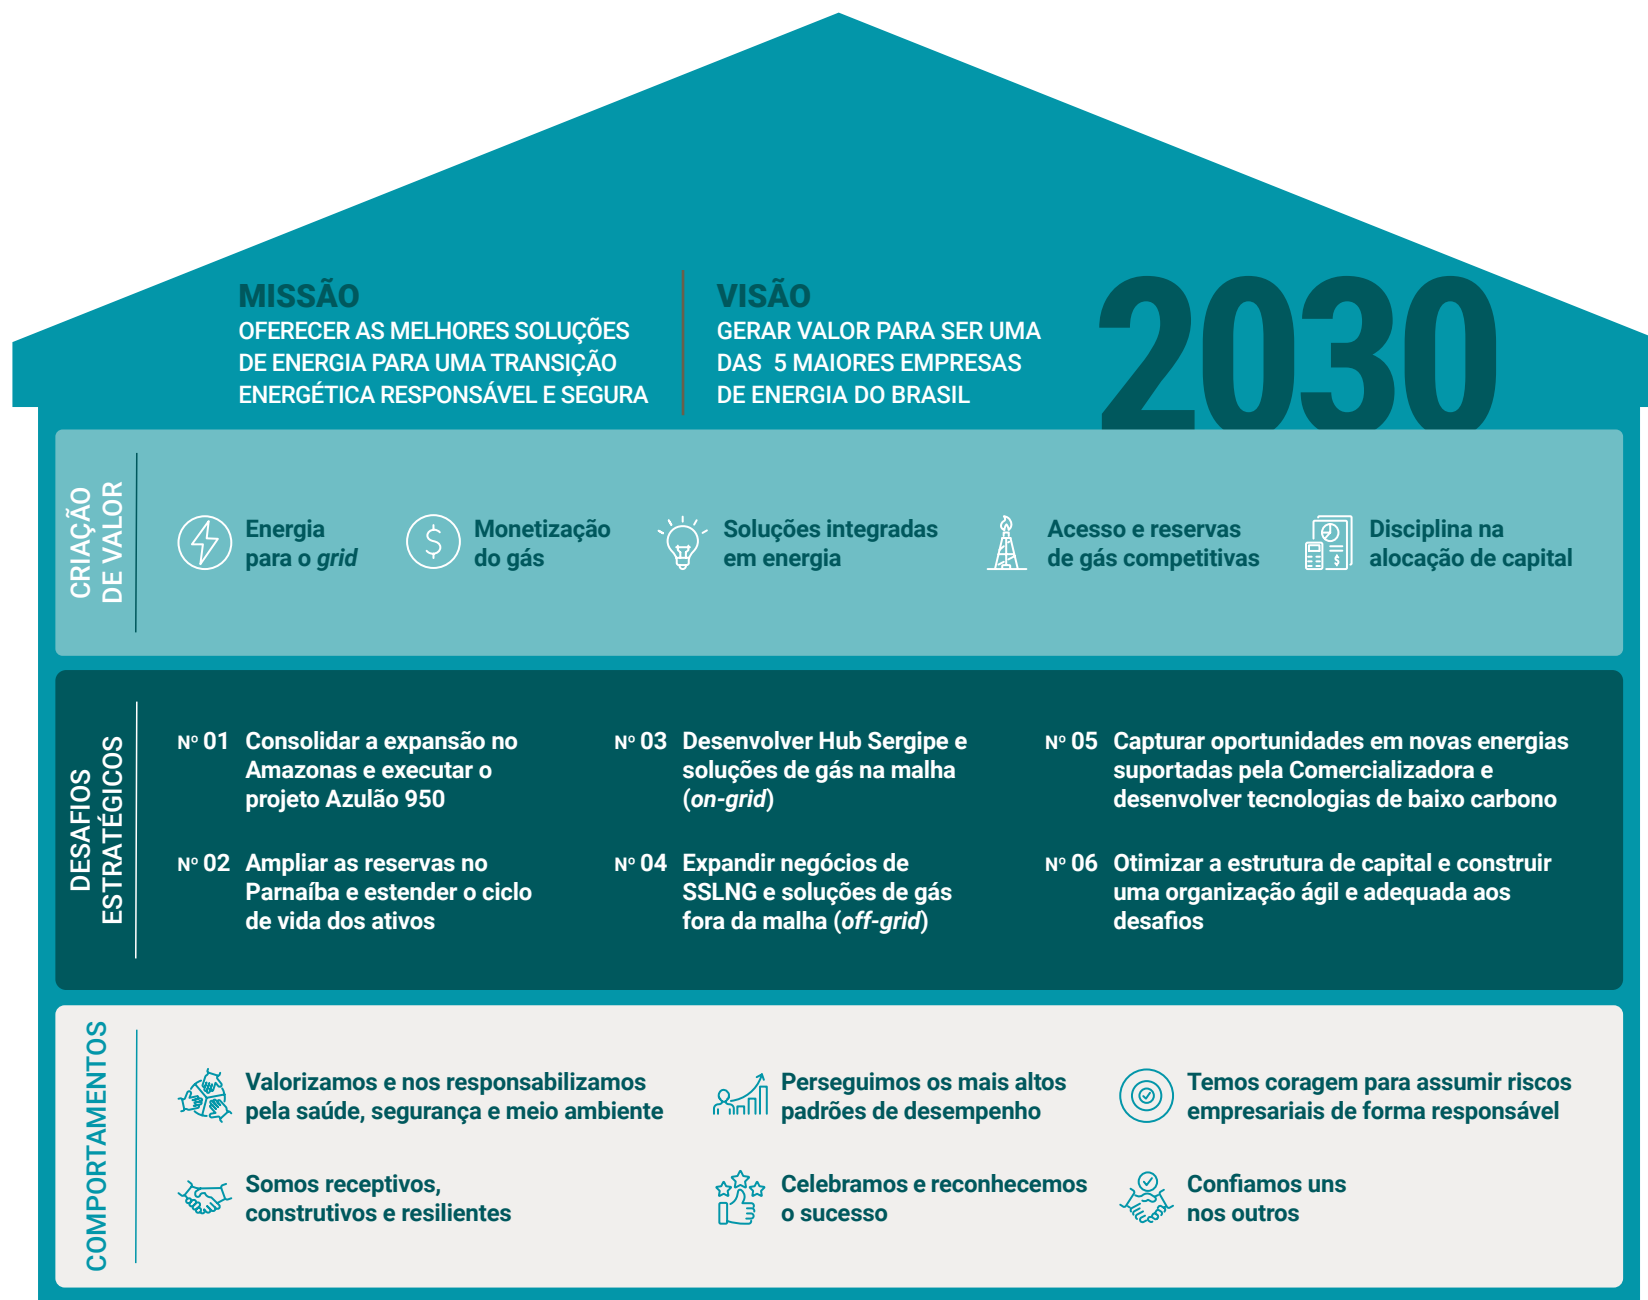 MISSÃO
OFERECER AS MELHORES SOLUÇÕES
DE ENERGIA PARA UMA TRANSIÇÃO
ENERGÉTICA RESPONSÁVEL E SEGURA
VISÃO
GERAR VALOR PARA SER UMA
DAS 5 MAIORES EMPRESAS
DE ENERGIA DO BRASIL
2030
CRIAÇÃO
DE VALOR
Energia
para o grid
Monetização
do gás
Soluções integradas
em energia
Acesso e reservas
de gás competitivas
Disciplina na
alocação de capital
DESAFIOS
ESTRATÉGICOS
Nº 01 Consolidar a expansão no
Amazonas e executar o
projeto Azulão 950
Nº 02 Ampliar as reservas no
Parnaíba e estender o ciclo
de vida dos ativos
Nº 03 Desenvolver Hub Sergipe e
soluções de gás na malha
(on-grid)
Nº 04 Expandir negócios de
SSLNG e soluções de gás
fora da malha (off-grid)
Nº 05 Capturar oportunidades em novas energias
suportadas pela Comercializadora e
desenvolver tecnologias de baixo carbono
Nº 06 Otimizar a estrutura de capital e construir
uma organização ágil e adequada aos
desafios
COMPORTAMENTOS
Valorizamos e nos responsabilizamos
pela saúde, segurança e meio ambiente
Perseguimos os mais altos
padrões de desempenho
Temos coragem para assumir riscos
empresariais de forma responsável
Somos receptivos,
construtivos e resilientes
Celebramos e reconhecemos
o sucesso
Confiamos uns
nos outros